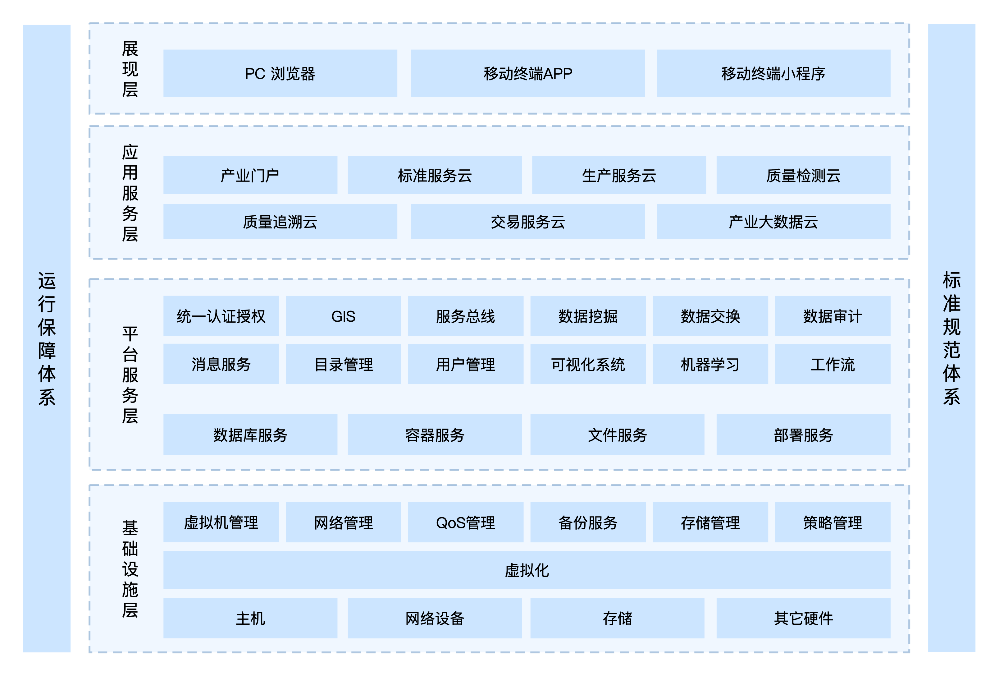 运行保障体系
展现层
PC 浏览器
移动终端APP
移动终端小程序
应用服务层
产业门户
标准服务云
生产服务云
质量检测云
质量追溯云
交易服务云
产业大数据云
平台服务层
统一认证授权
GIS
服务总线
数据挖掘
数据交换
数据审计
消息服务
目录管理
用户管理
可视化系统
机器学习
工作流
数据库服务
容器服务
文件服务
部署服务
基础设施层
虚拟机管理
网络管理
QoS管理
备份服务
存储管理
策略管理
虚拟化
主机
网络设备
存储
其它硬件
标准规范体系